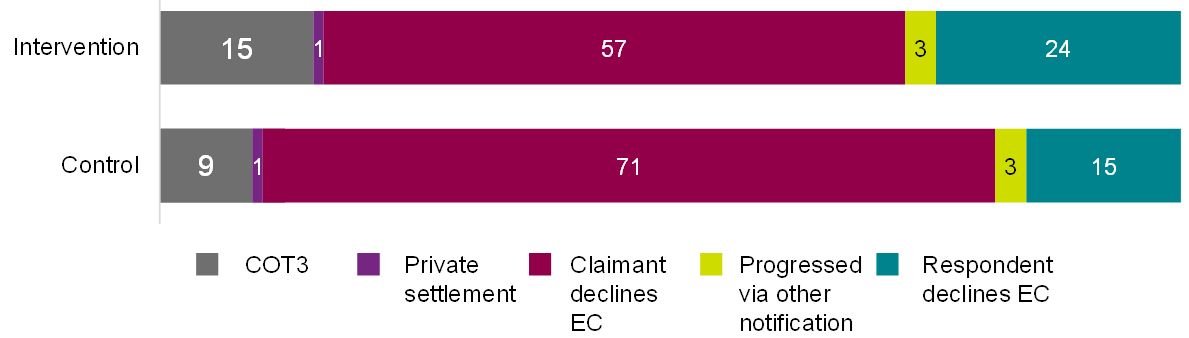 Intervention
15
1
57
3
24
Control
9
1
71
3
15
COT3
Private
settlement
Claimant
declines
EC
Progressed
via other
notification
Respondent
declines EC